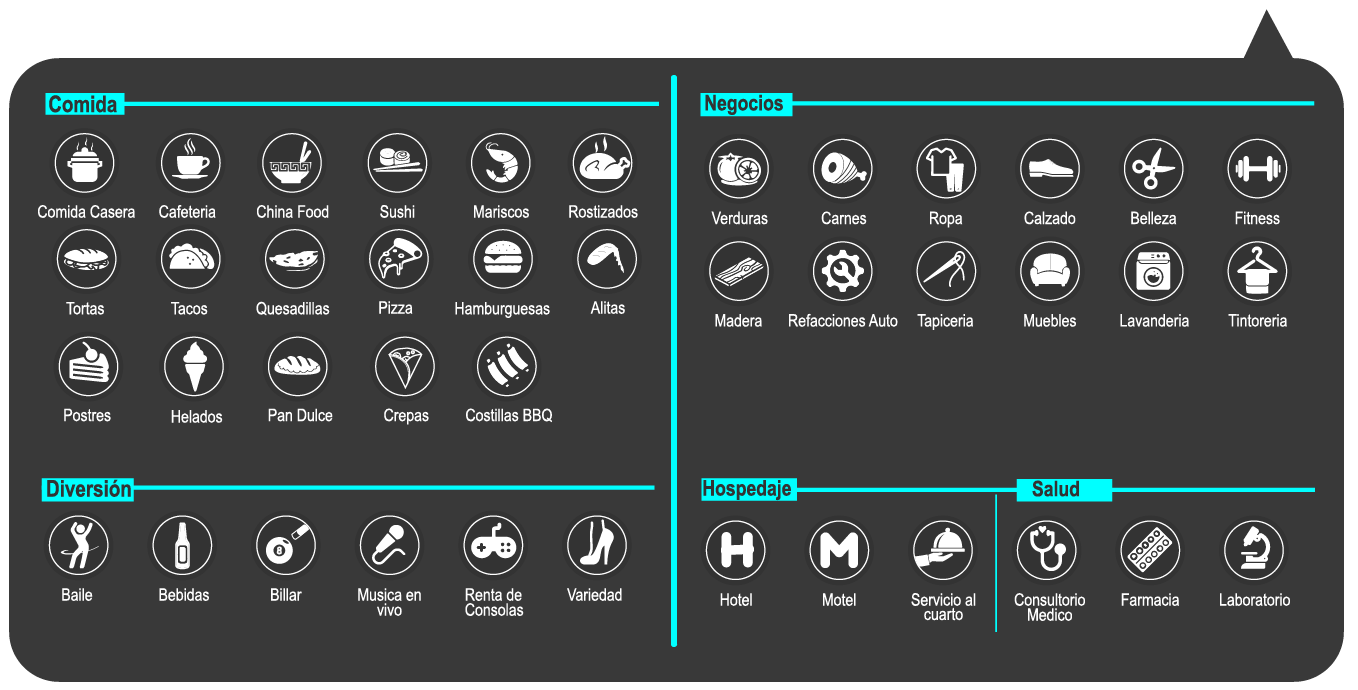 Comida
Comida Casera Cafeteria China Food Sushi Mariscos Rostizados
Tortas Tacos Quesadillas Pizza Hamburguesas Alitas
Postres Helados Pan Dulce Crepas Costillas BBQ
Diversión
8
Baile Bebidas Billar Musica en vivo Renta de Consolas Variedad
Negocios
Verduras Carnes Ropa Calzado Belleza Fitness
Madera Refacciones Auto Tapiceria Muebles Lavanderia Tintoreria
Hospedaje
H M
Hotel Motel Servicio al cuarto
Salud
Consultorio Medico Farmacia Laboratorio